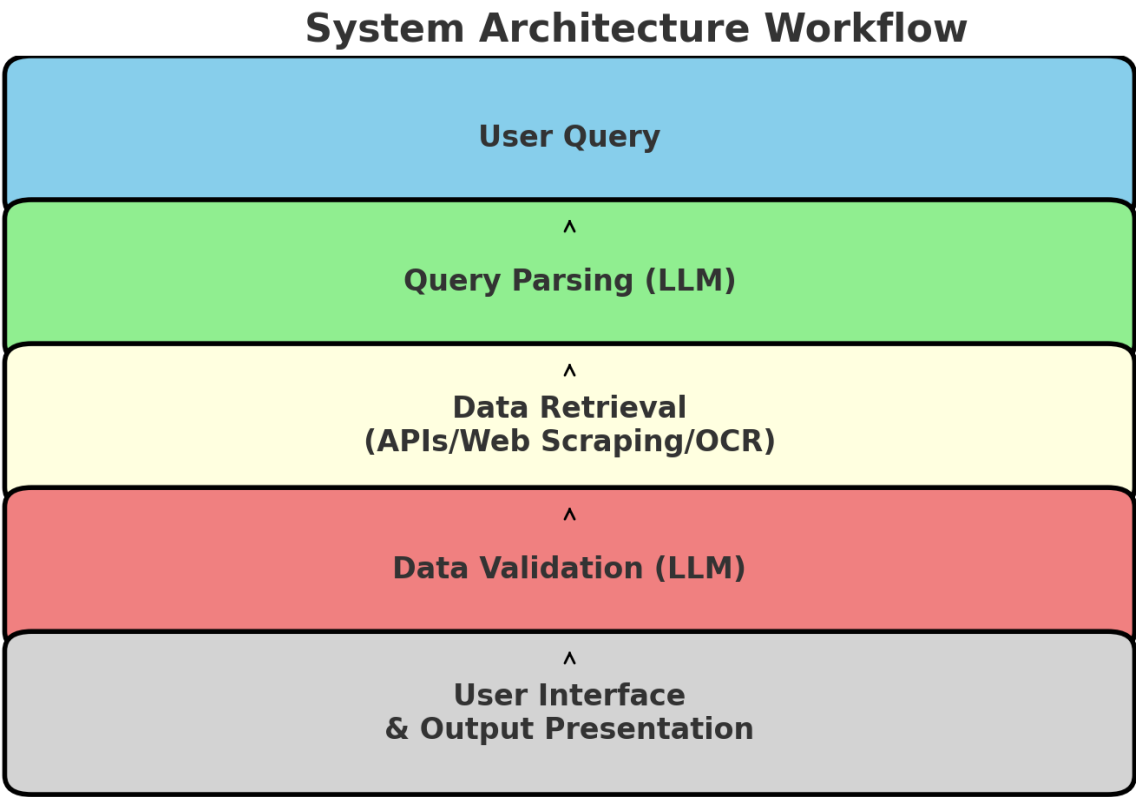 System Architecture Workflow
User Query
Query Parsing (LLM)
Data Retrieval
(APIs/Web Scraping/OCR)
Data Validation (LLM)
User Interface
& Output Presentation